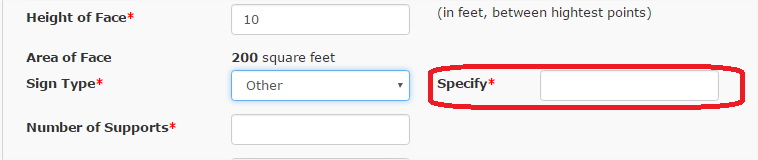 Height of Face* 10 (in feet, between hightest points)
Area of Face 200 square feet
Sign Type* Other Specify*
Number of Supports*